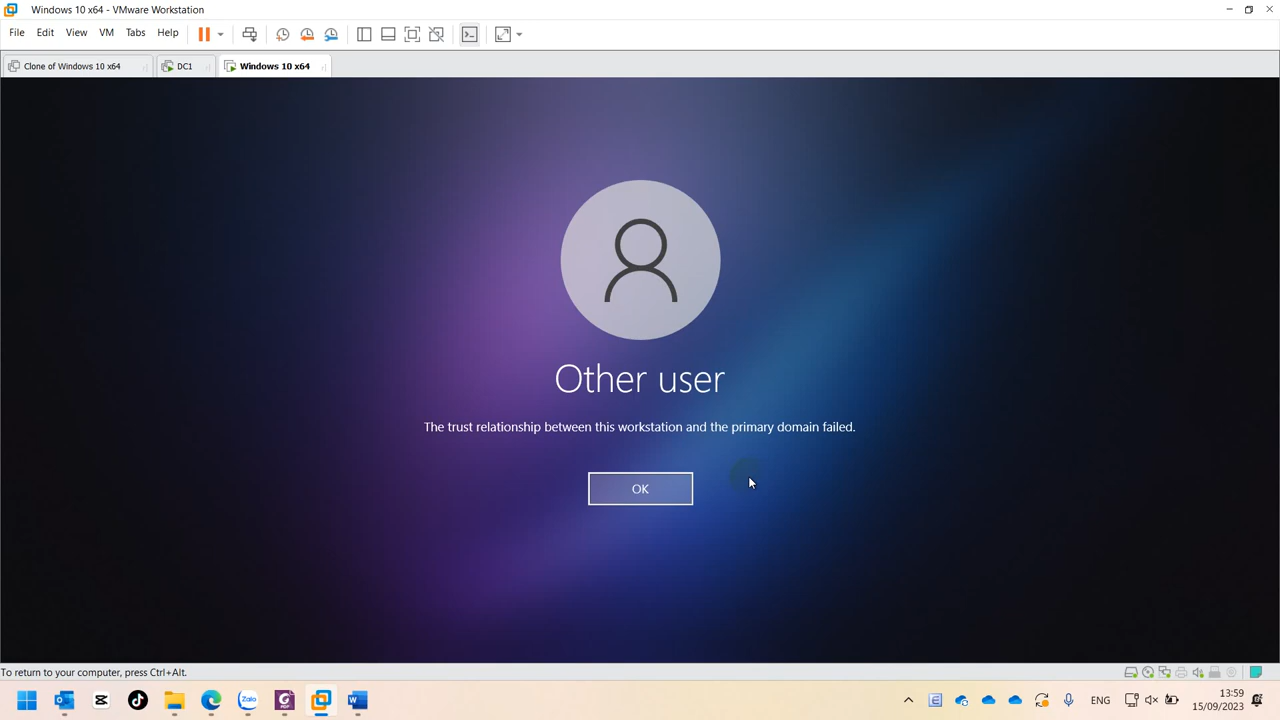 Windows 10 x64 - VMware Workstation
File Edit View VM Tabs Help
Clone of Windows 10 x64 DC1 Windows 10 x64
Other user
The trust relationship between this workstation and the primary domain failed.
OK
To return to your computer, press Ctrl+Alt.
Zalo
PDF
W
ENG
13:59
15/09/2023